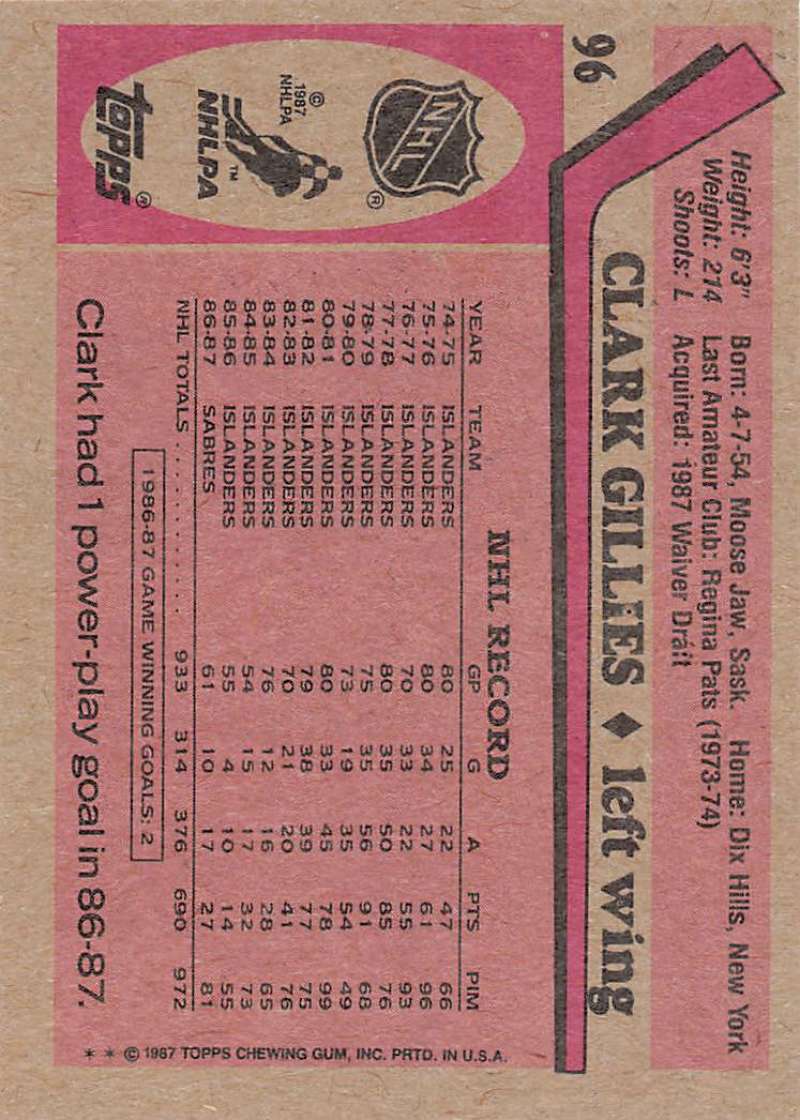 96
CLARK GILLIES ♦ left wing
Height: 6'3" Born: 4-7-54, Moose Jaw, Sask. Home: Dix Hills, New York
Weight: 214 Last Amateur Club: Regina Pats (1973-74)
Shoots: L Acquired: 1987 Waiver Draft
NHL
®
© 1987 NHLPA
™
NHLPA
TOPPS®
NHL RECORD
YEAR TEAM GP G A PTS PIM
74-75 ISLANDERS 80 25 22 47 66
75-76 ISLANDERS 80 34 27 61 96
76-77 ISLANDERS 70 33 22 55 93
77-78 ISLANDERS 80 35 50 85 76
78-79 ISLANDERS 75 35 56 91 68
79-80 ISLANDERS 73 19 35 54 49
80-81 ISLANDERS 80 33 45 78 99
81-82 ISLANDERS 79 38 39 77 75
82-83 ISLANDERS 70 21 20 41 76
83-84 ISLANDERS 76 12 16 28 65
84-85 ISLANDERS 54 15 17 32 73
85-86 ISLANDERS 55 4 10 14 55
86-87 SABRES 61 10 17 27 81
NHL TOTALS . . . . . . . . . . . 933 314 376 690 972
1986-87 GAME WINNING GOALS: 2
Clark had 1 power-play goal in 86-87.
* * © 1987 TOPPS CHEWING GUM, INC. PRTD. IN U.S.A.